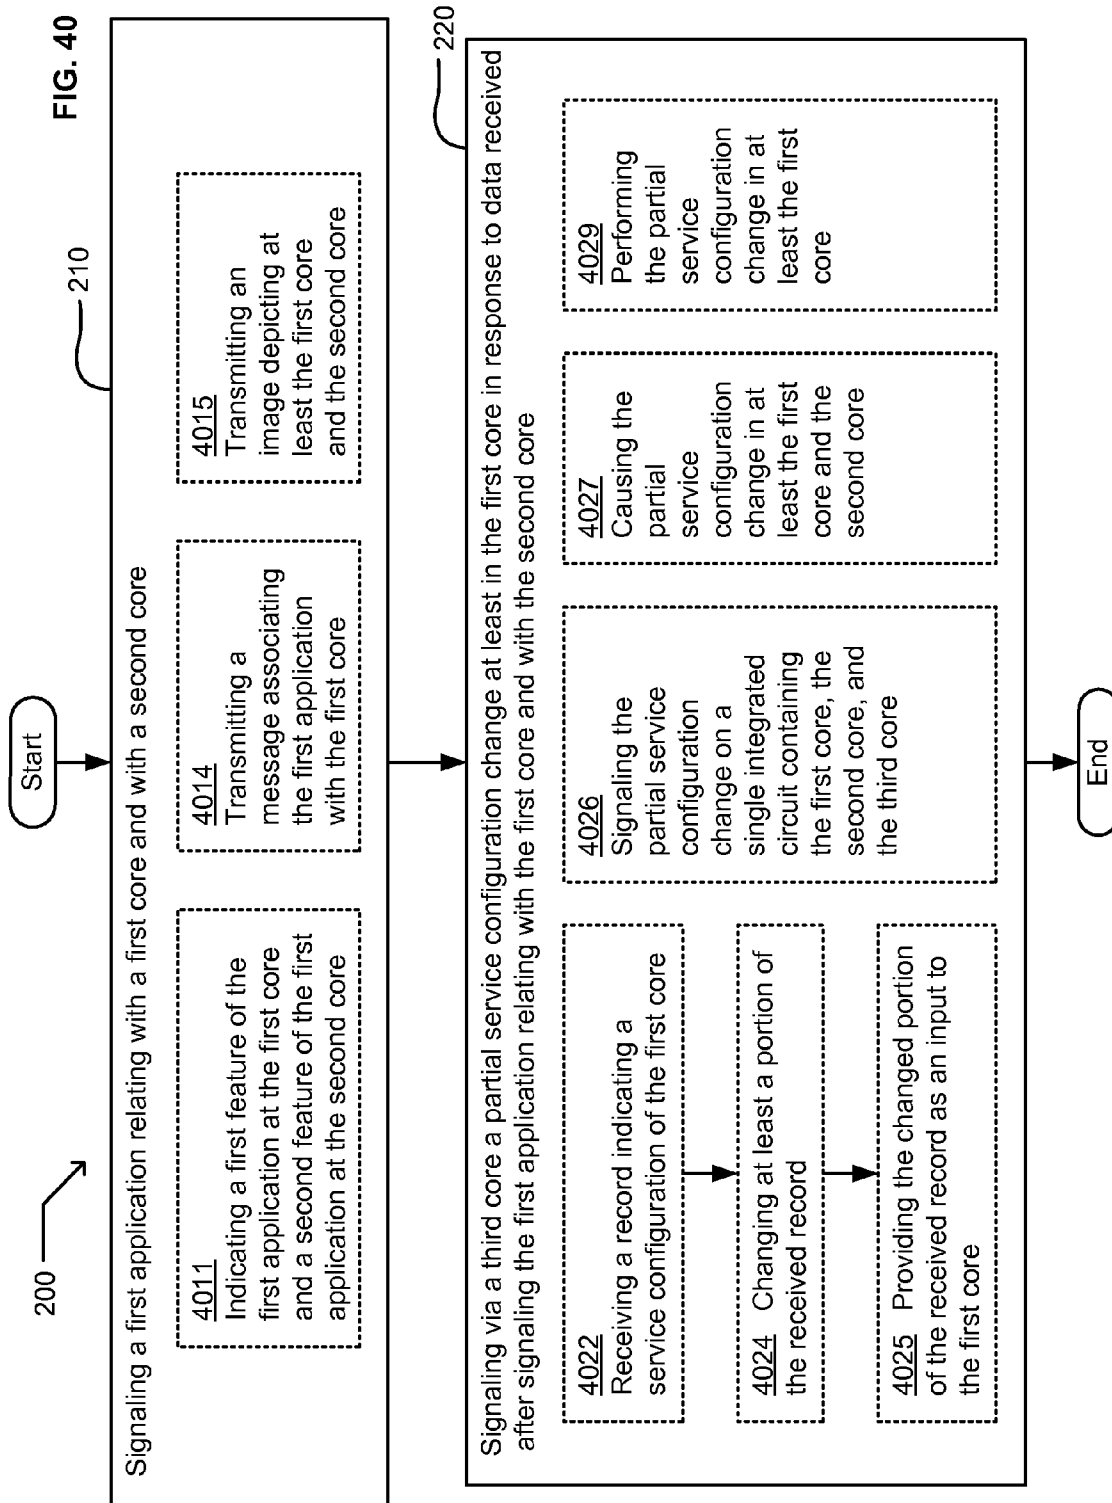 FIG. 40
200
Start
210
Signaling a first application relating with a first core and with a second core
4011
Indicating a first feature of the
first application at the first core
and a second feature of the first
application at the second core
4014
Transmitting a
message associating
the first application
with the first core
4015
Transmitting an
image depicting at
least the first core
and the second core
220
Signaling via a third core a partial service configuration change at least in the first core in response to data received
after signaling the first application relating with the first core and with the second core
4022
Receiving a record indicating a
service configuration of the first core
4024 Changing at least a portion of
the received record
4025 Providing the changed portion
of the received record as an input to
the first core
4026
Signaling the
partial service
configuration
change on a
single integrated
circuit containing
the first core, the
second core, and
the third core
4027
Causing the
partial
service
configuration
change in at
least the first
core and the
second core
4029
Performing
the partial
service
configuration
change in at
least the first
core
End